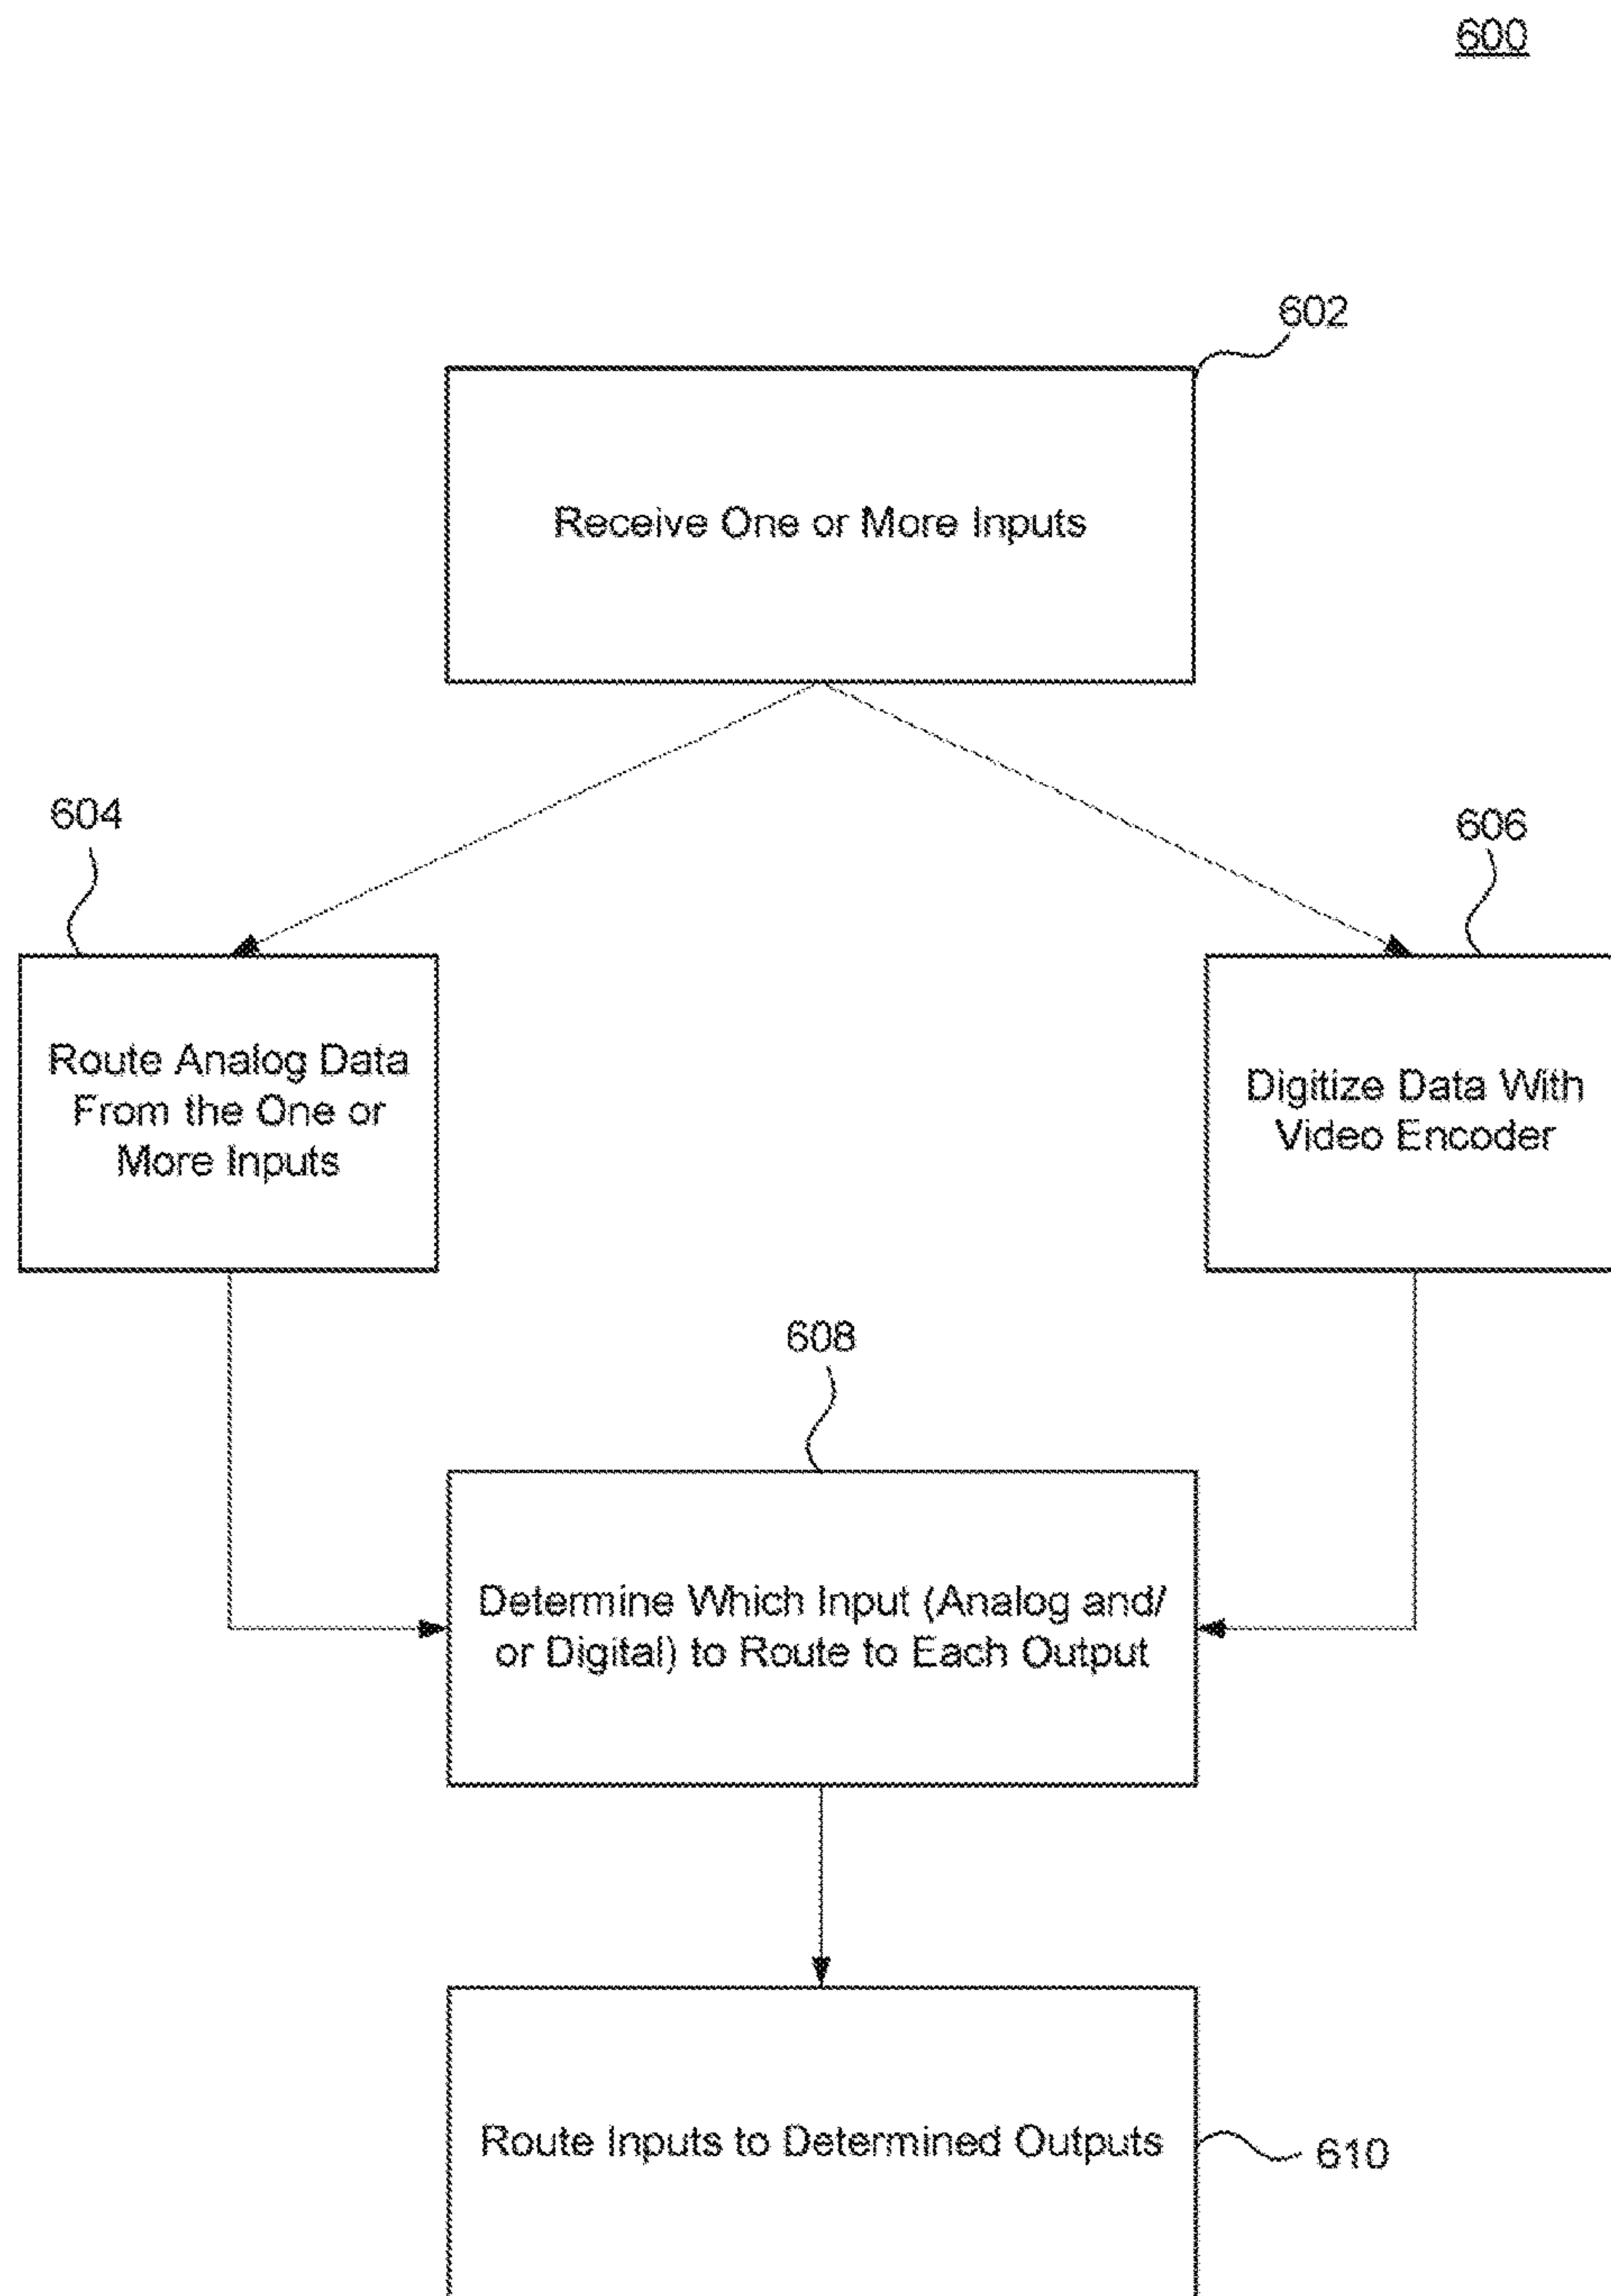 600
602
Receive One or More Inputs
604
606
Route Analog Data
From the One or
More Inputs
Digitize Data With
Video Encoder
608
Determine Which Input (Analog and/
or Digital) to Route to Each Output
Route Inputs to Determined Outputs
610